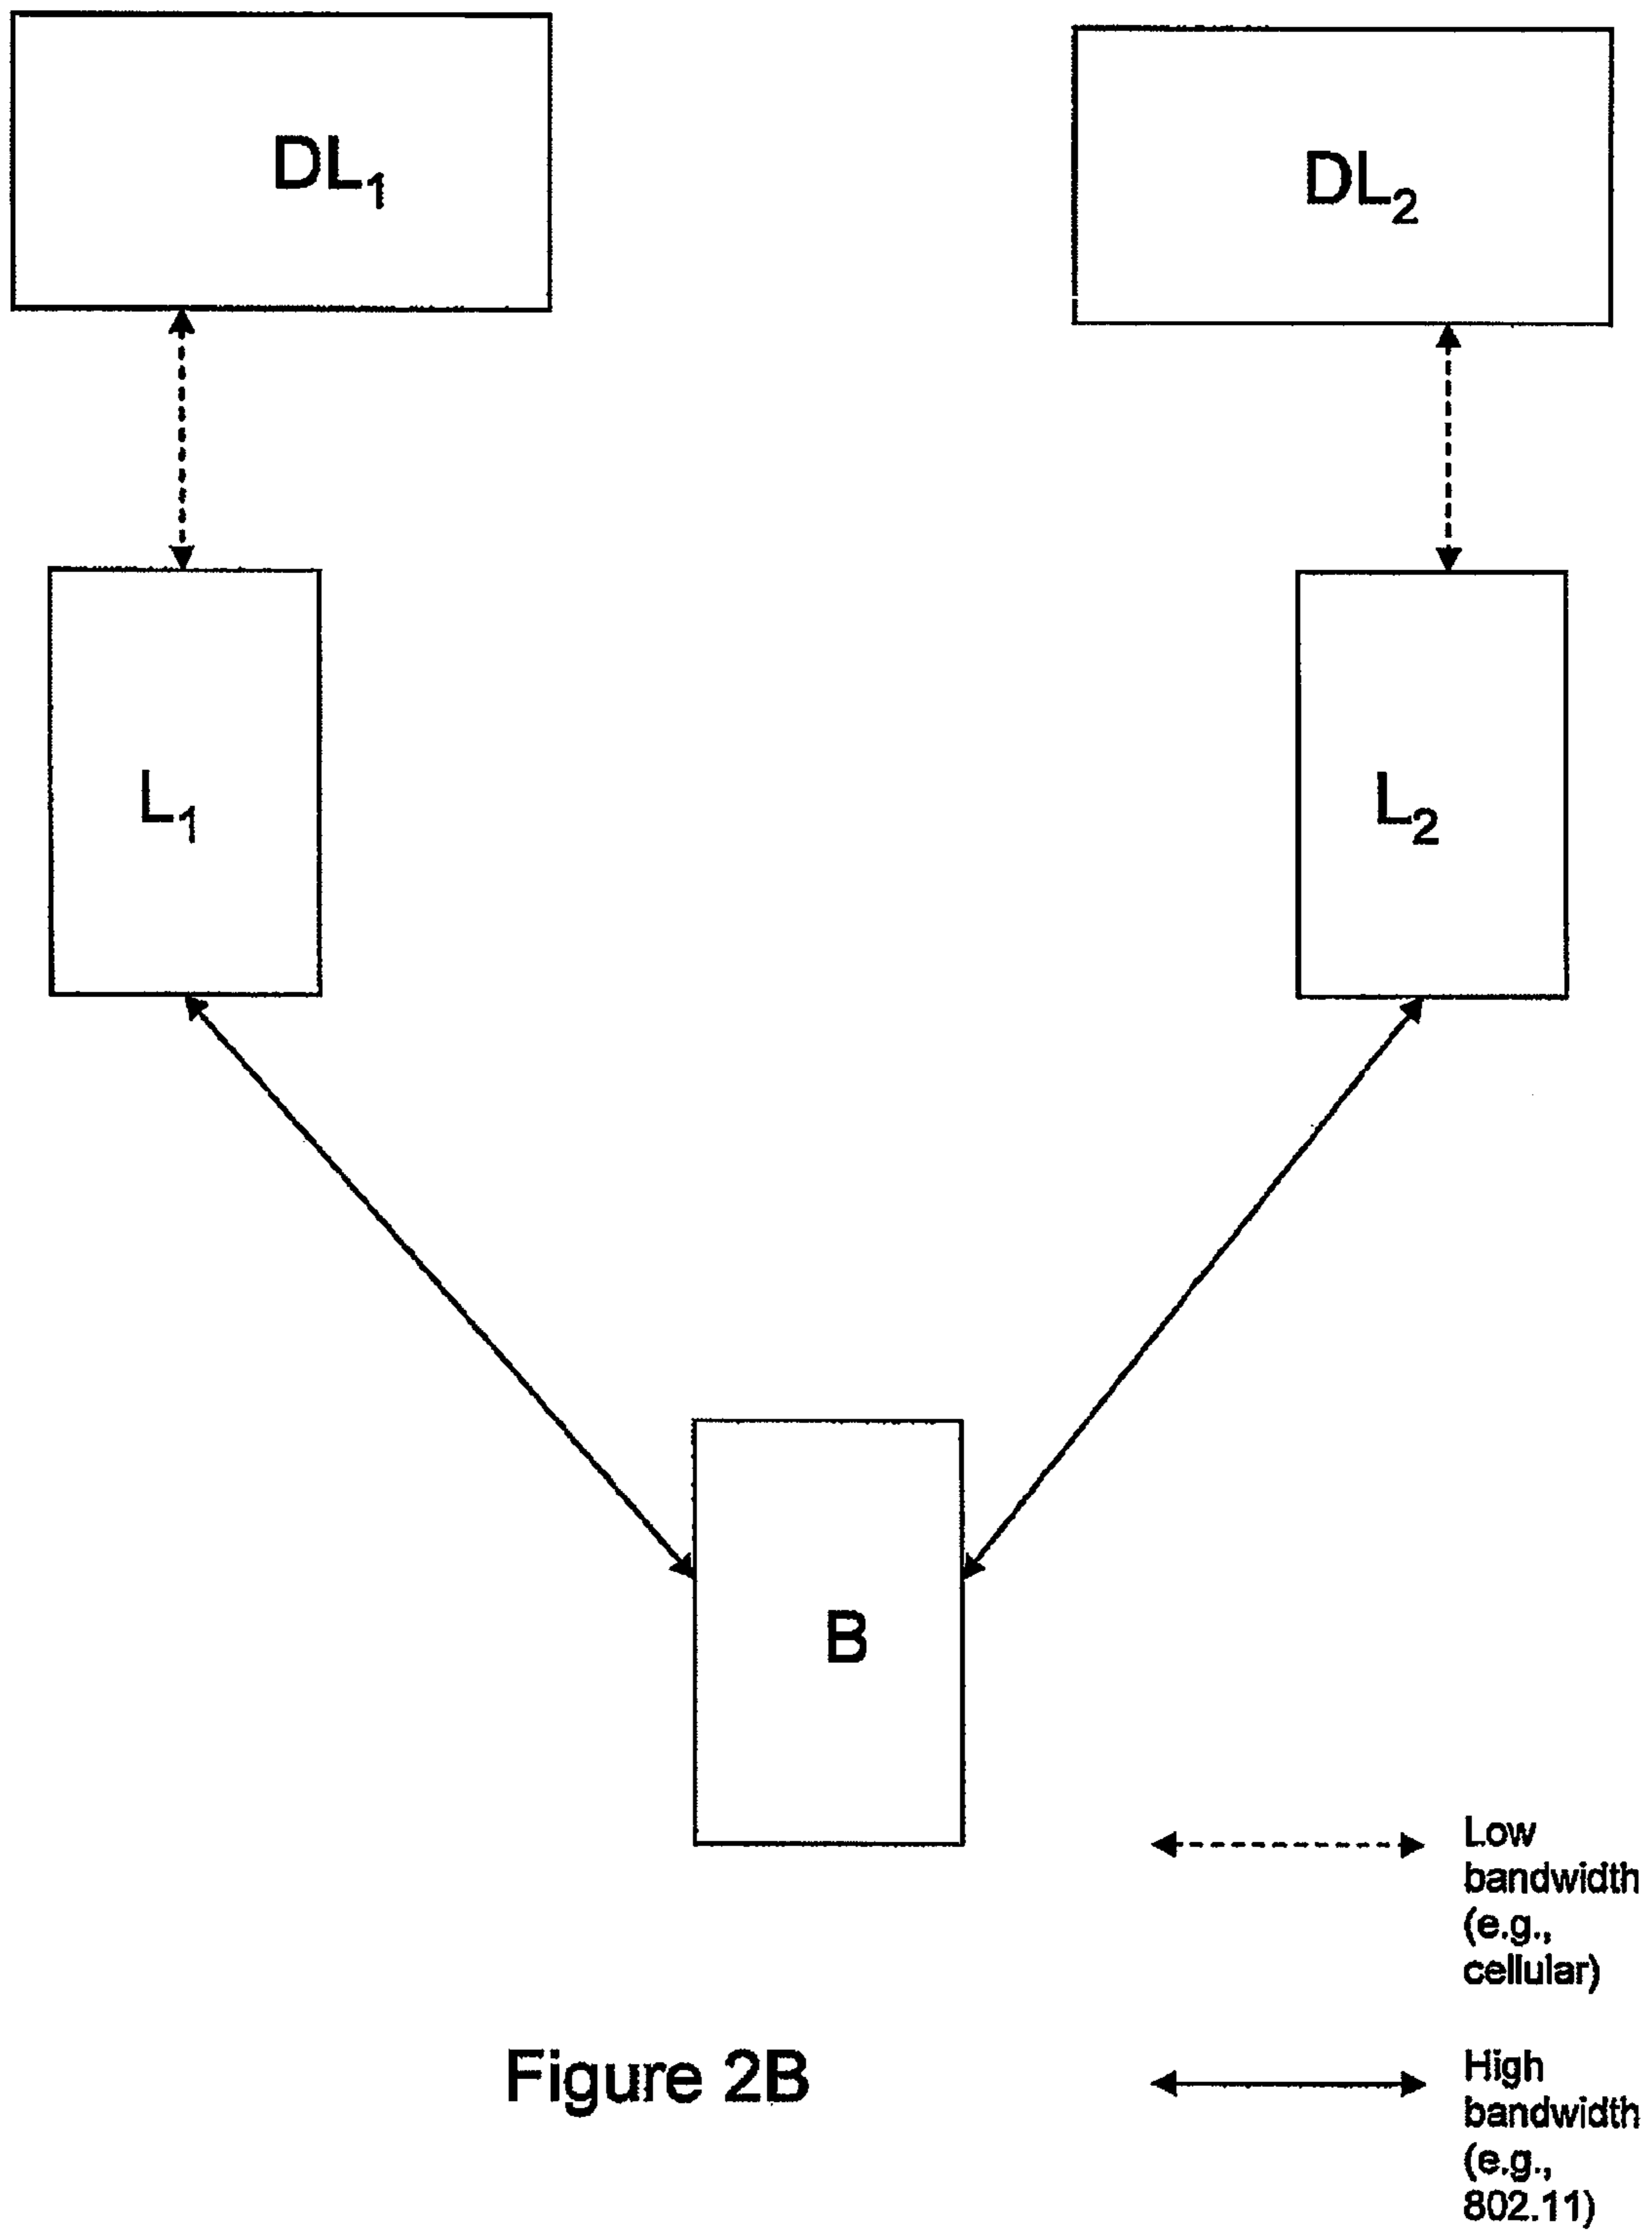 DL1
DL2
L1
L2
B
Low
bandwidth
(e.g.,
cellular)
Figure 2B
High
bandwidth
(e.g.,
802.11)